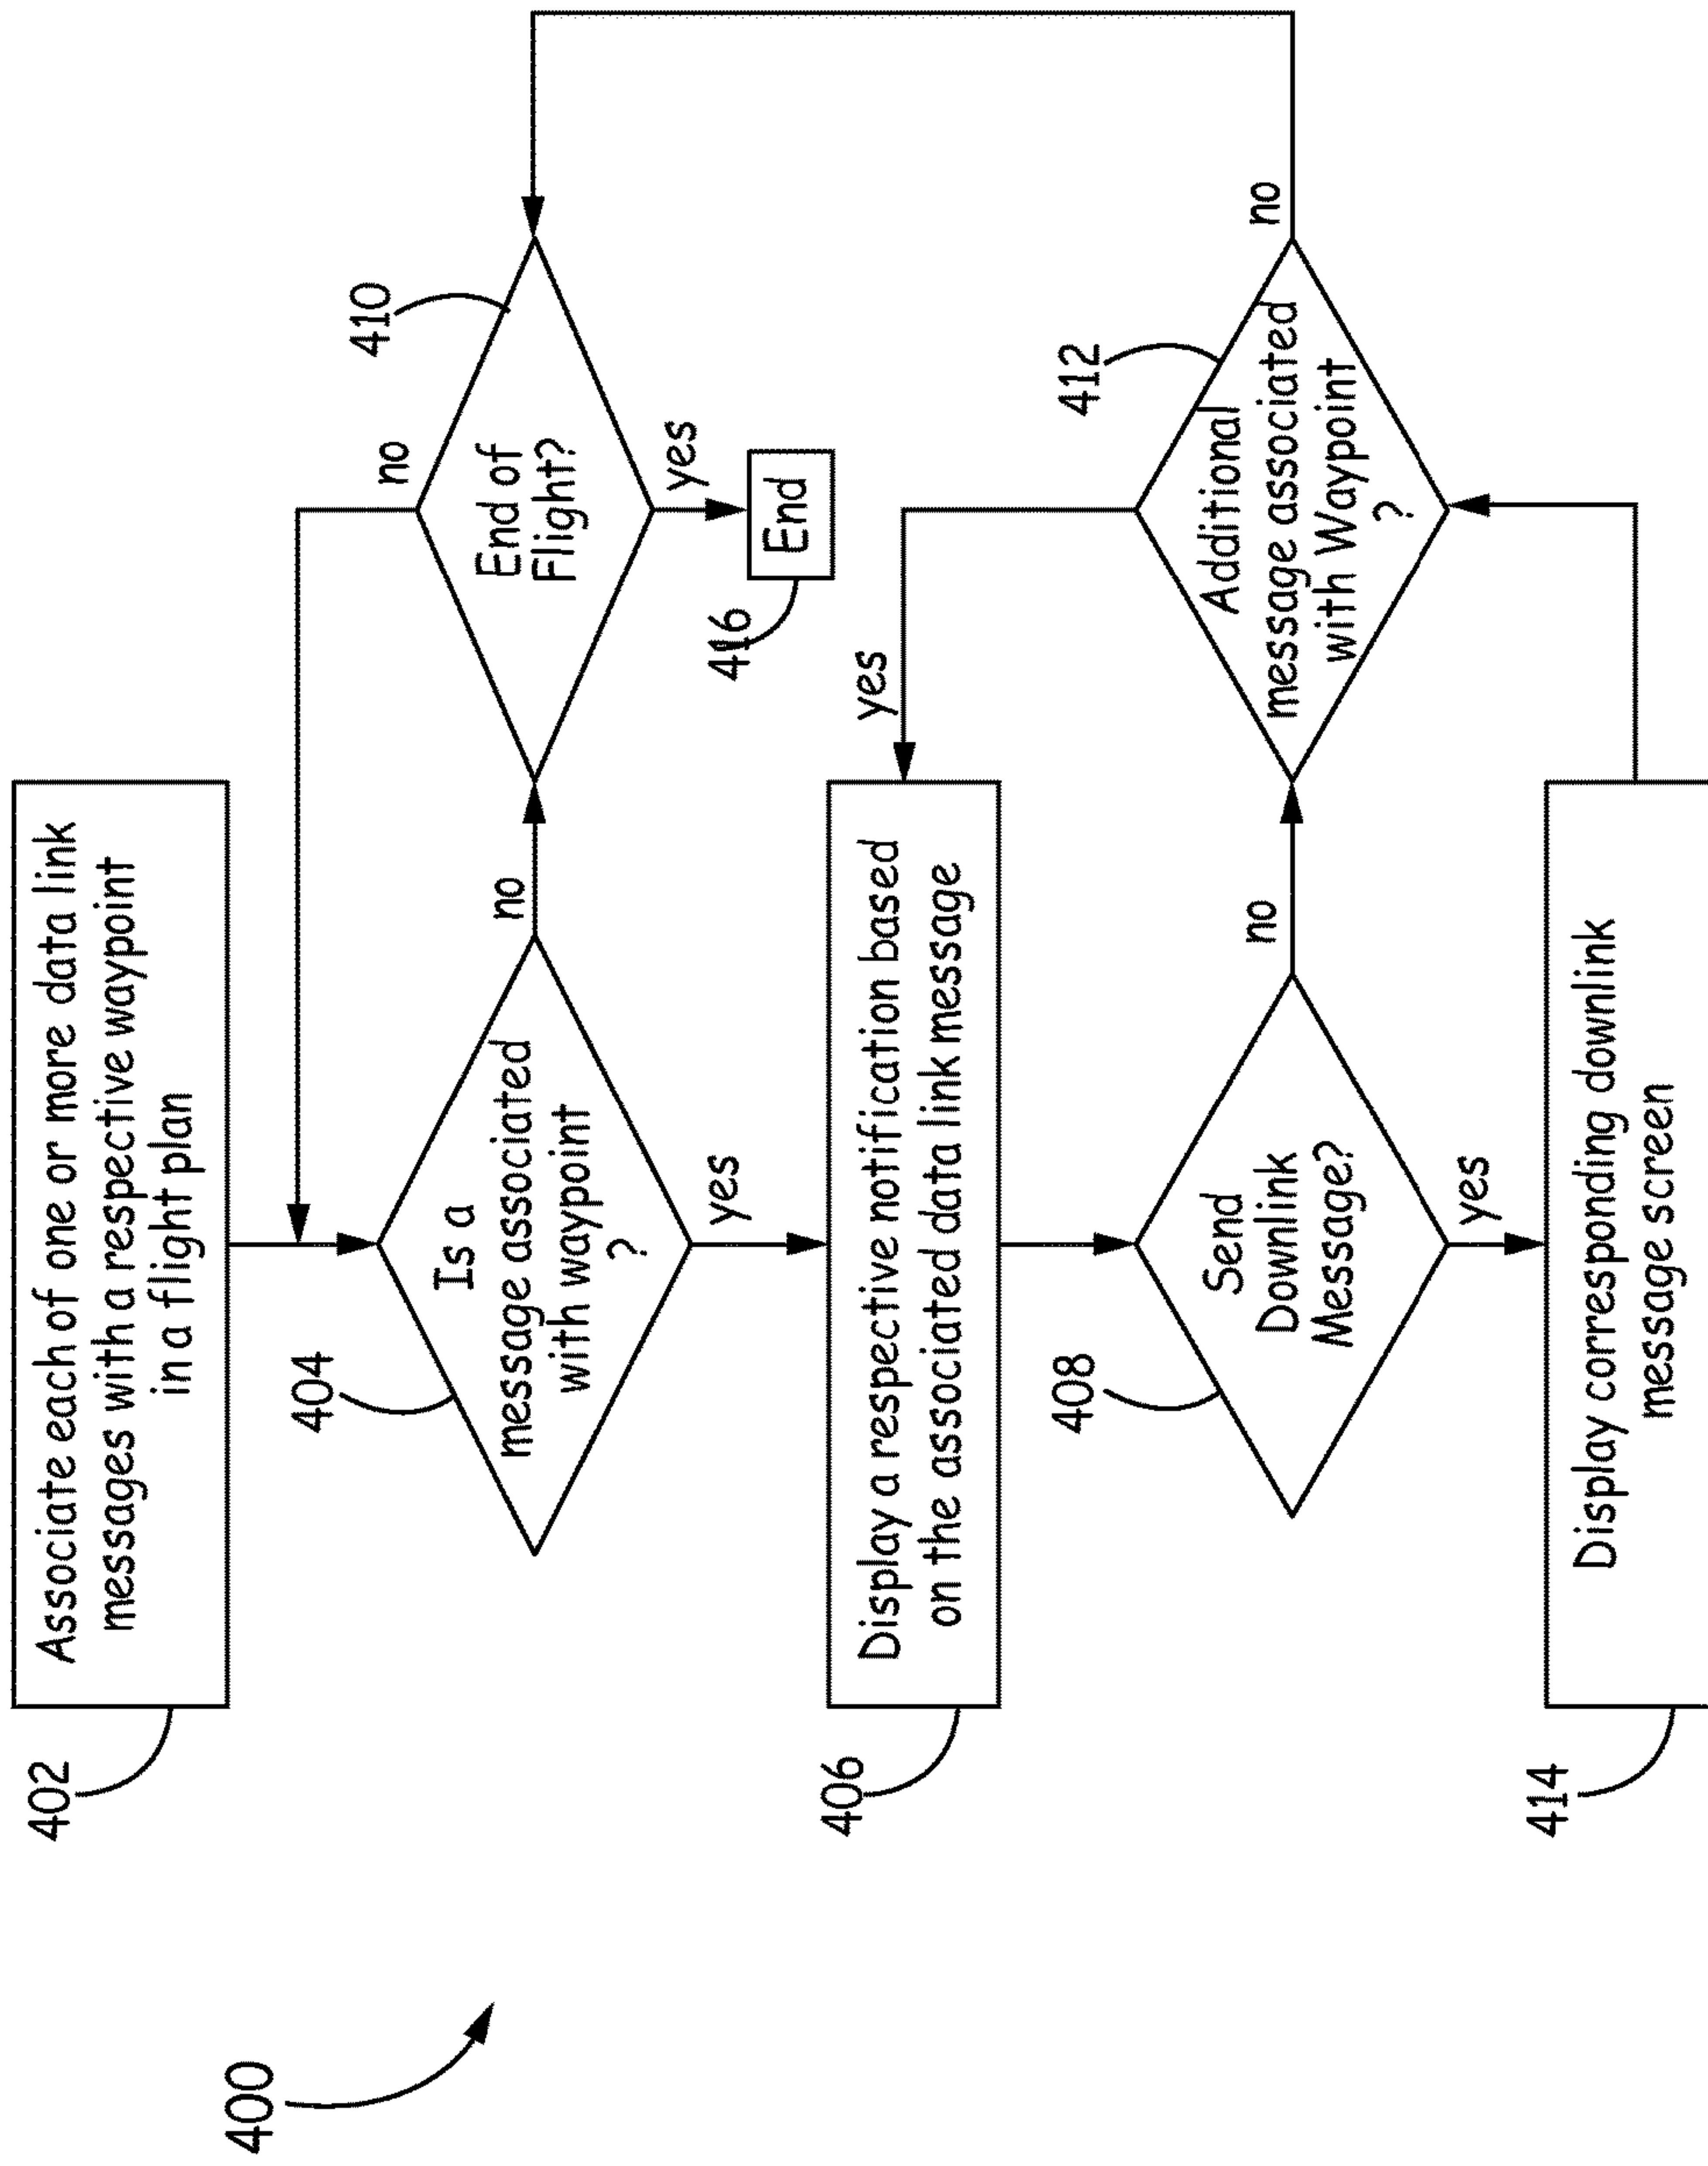 400
402
Associate each of one or more data link
messages with a respective waypoint
in a flight plan
404
Is a
message associated
with waypoint
?
no
yes
410
End of
Flight?
no
yes
End
416
406
Display a respective notification based
on the associated data link message
yes
408
Send
Downlink
Message?
no
yes
412
Additional
message associated
with Waypoint
?
no
414
Display corresponding downlink
message screen